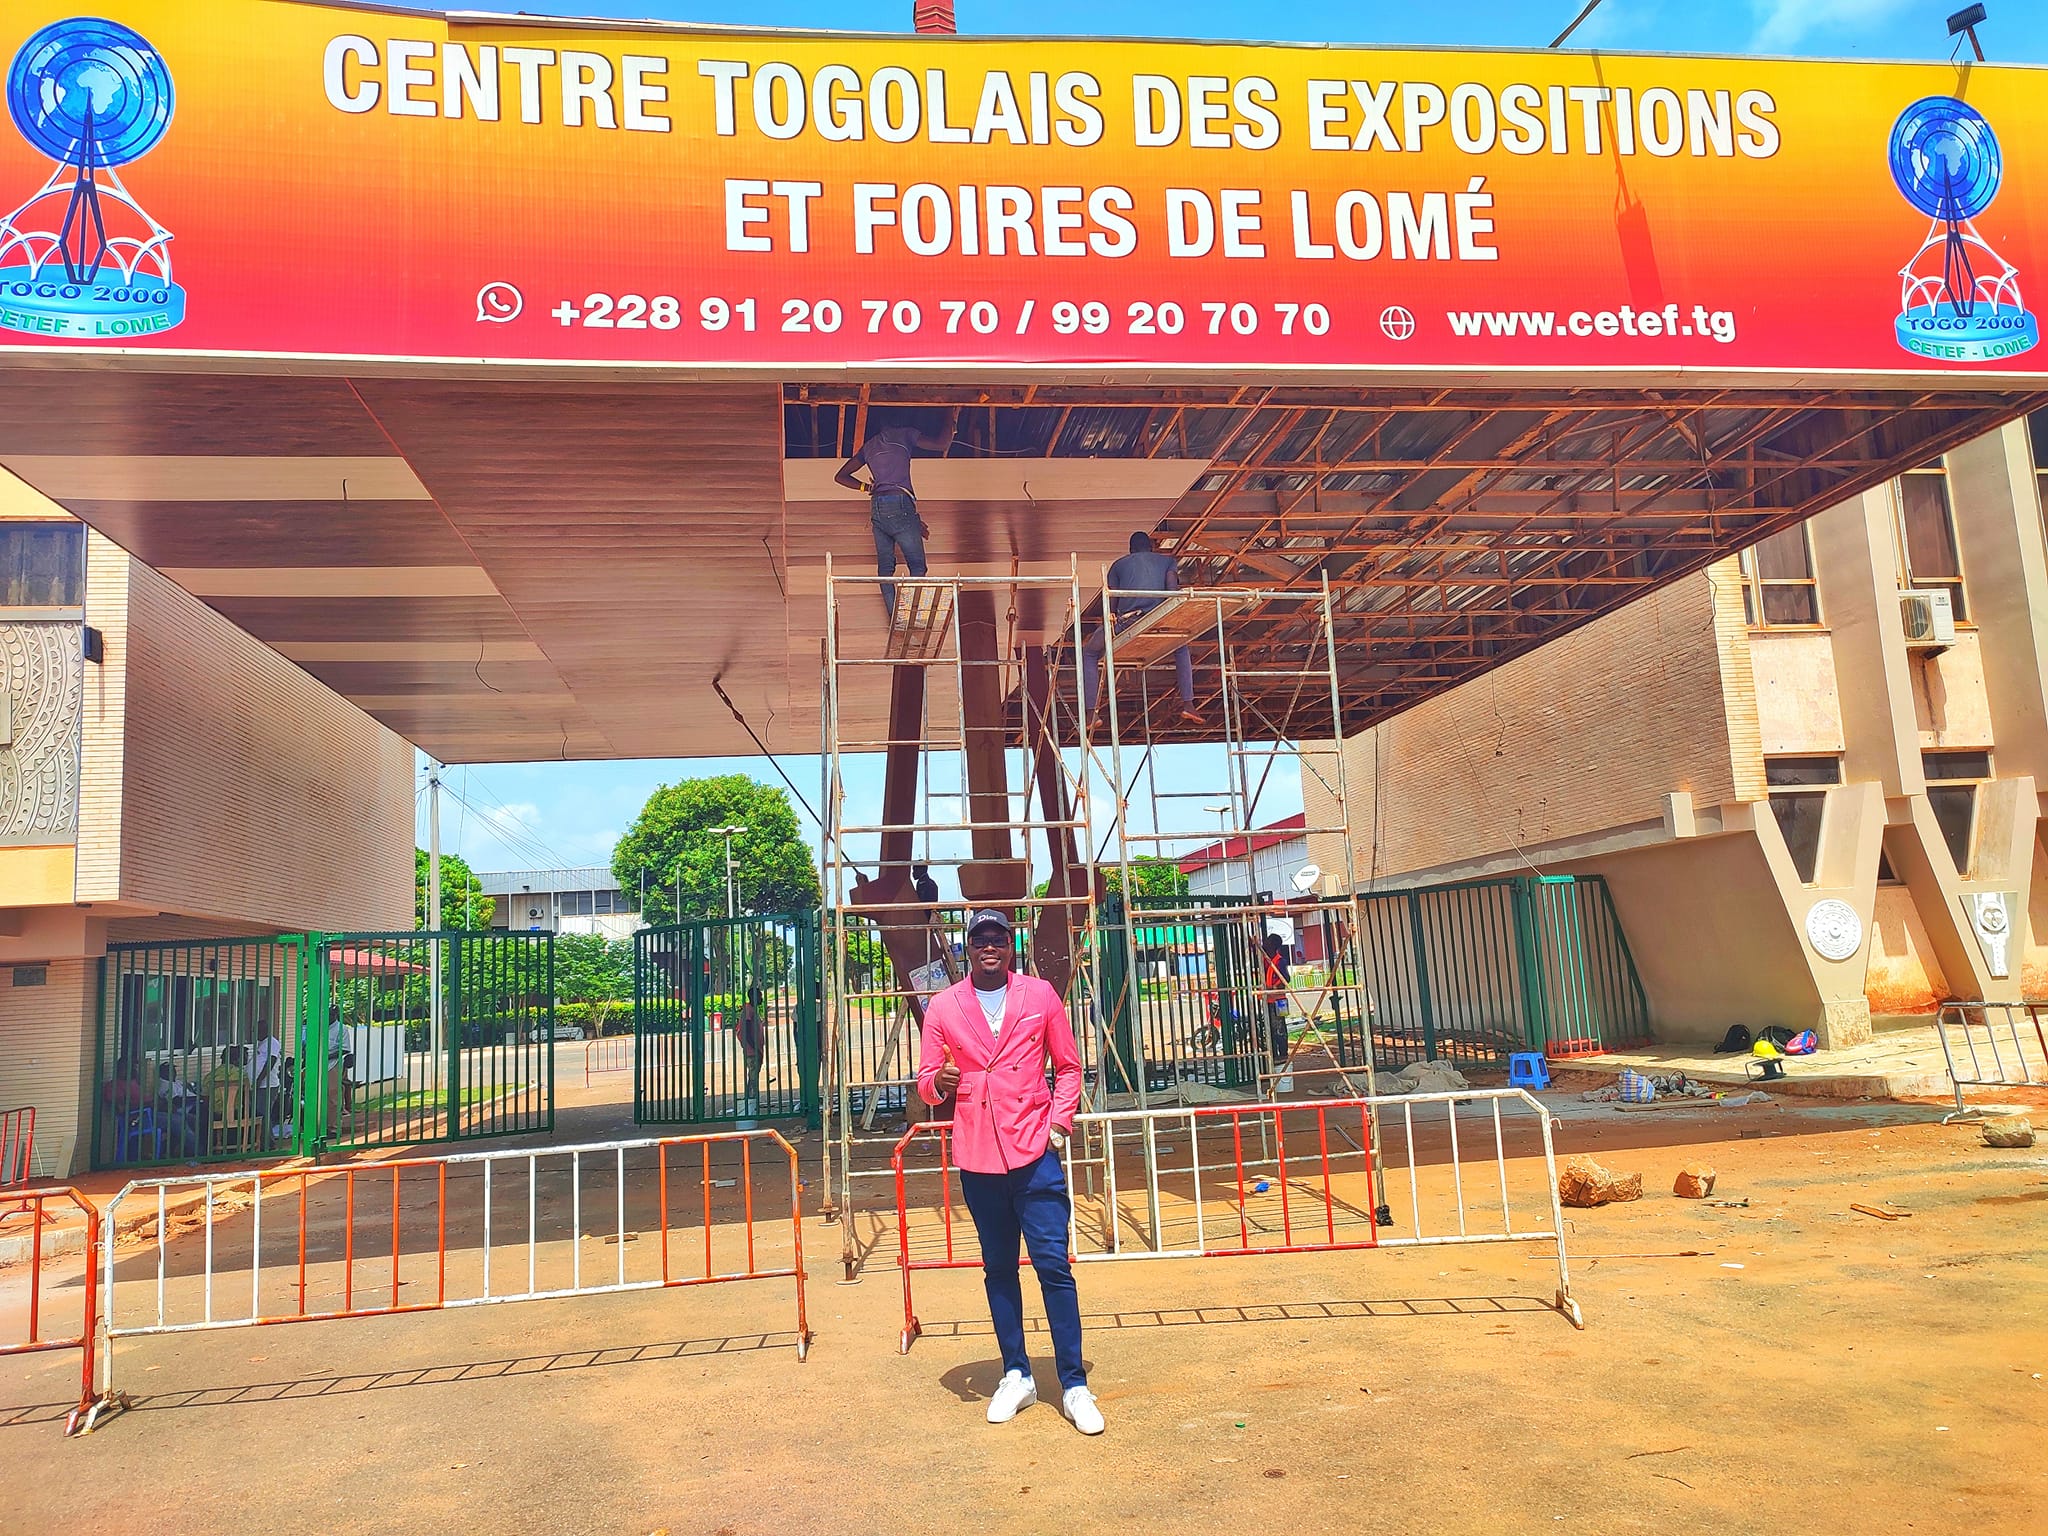 CENTRE TOGOLAIS DES EXPOSITIONS
ET FOIRES DE LOMÉ
+228 91 20 70 70 / 99 20 70 70 www.cetef.tg
TOGO 2000
CETEF - LOME
TOGO 2000
CETEF - LOME
Dior